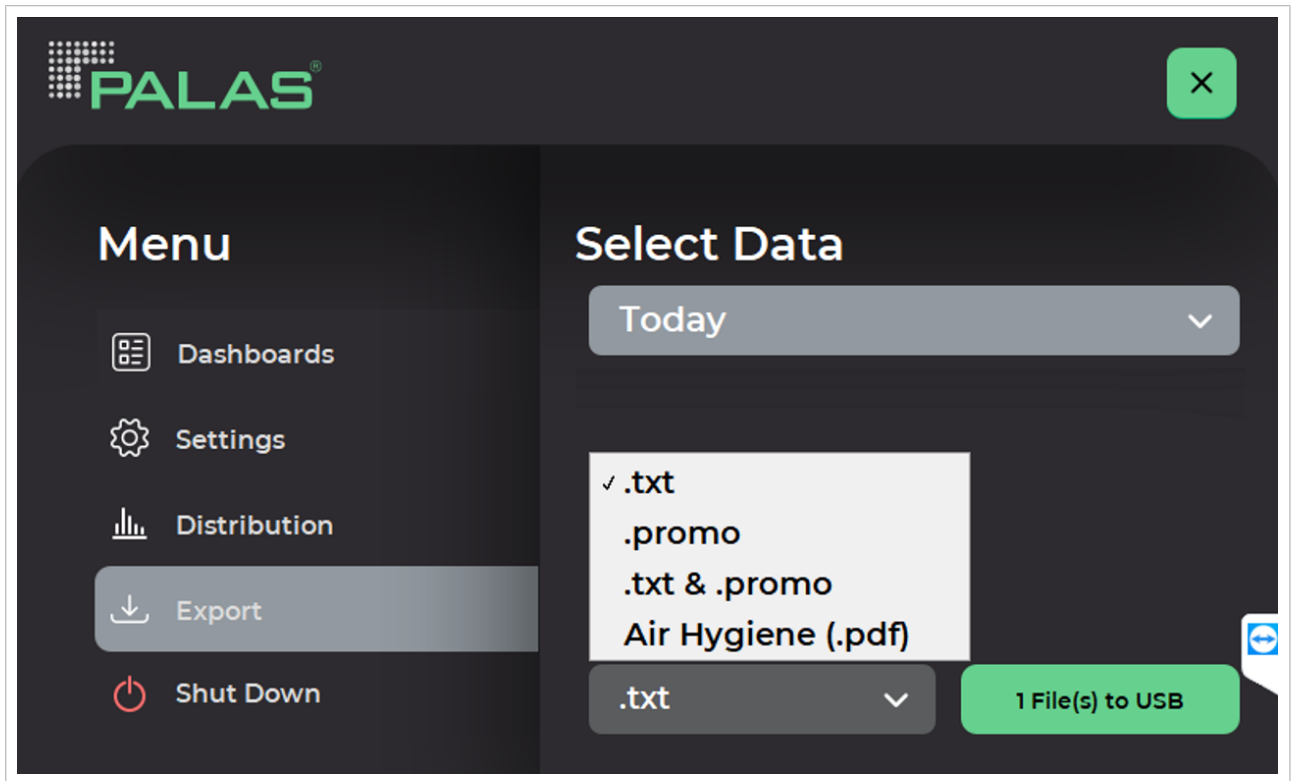 PALAS®
Menu
Dashboards
Settings
Distribution
Export
Shut Down
Select Data
Today
✓ .txt
.promo
.txt & .promo
Air Hygiene (.pdf)
.txt
1 File(s) to USB